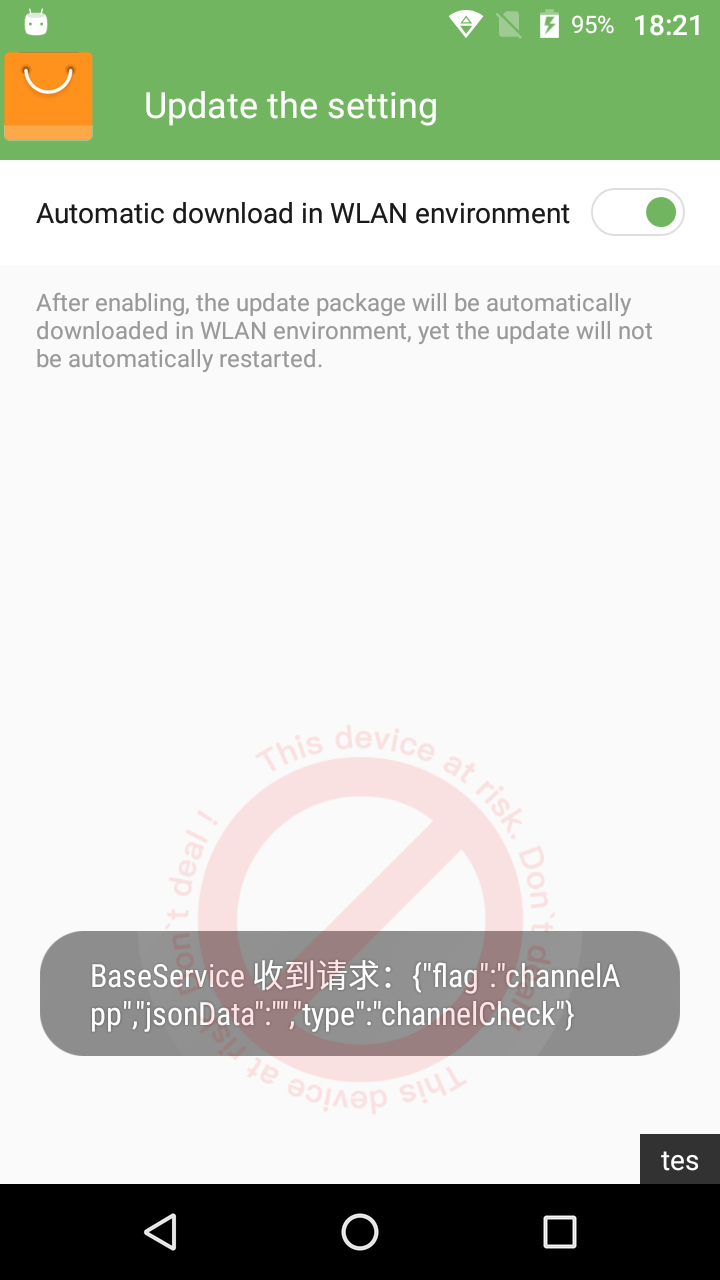 95% 18:21
Update the setting
Automatic download in WLAN environment
After enabling, the update package will be automatically
downloaded in WLAN environment, yet the update will not
be automatically restarted.
This device at risk. Don`t deal !
This device at risk. Don`t deal !
BaseService 收到请求：{"flag":"channelA
pp","jsonData":"","type":"channelCheck"}
tes